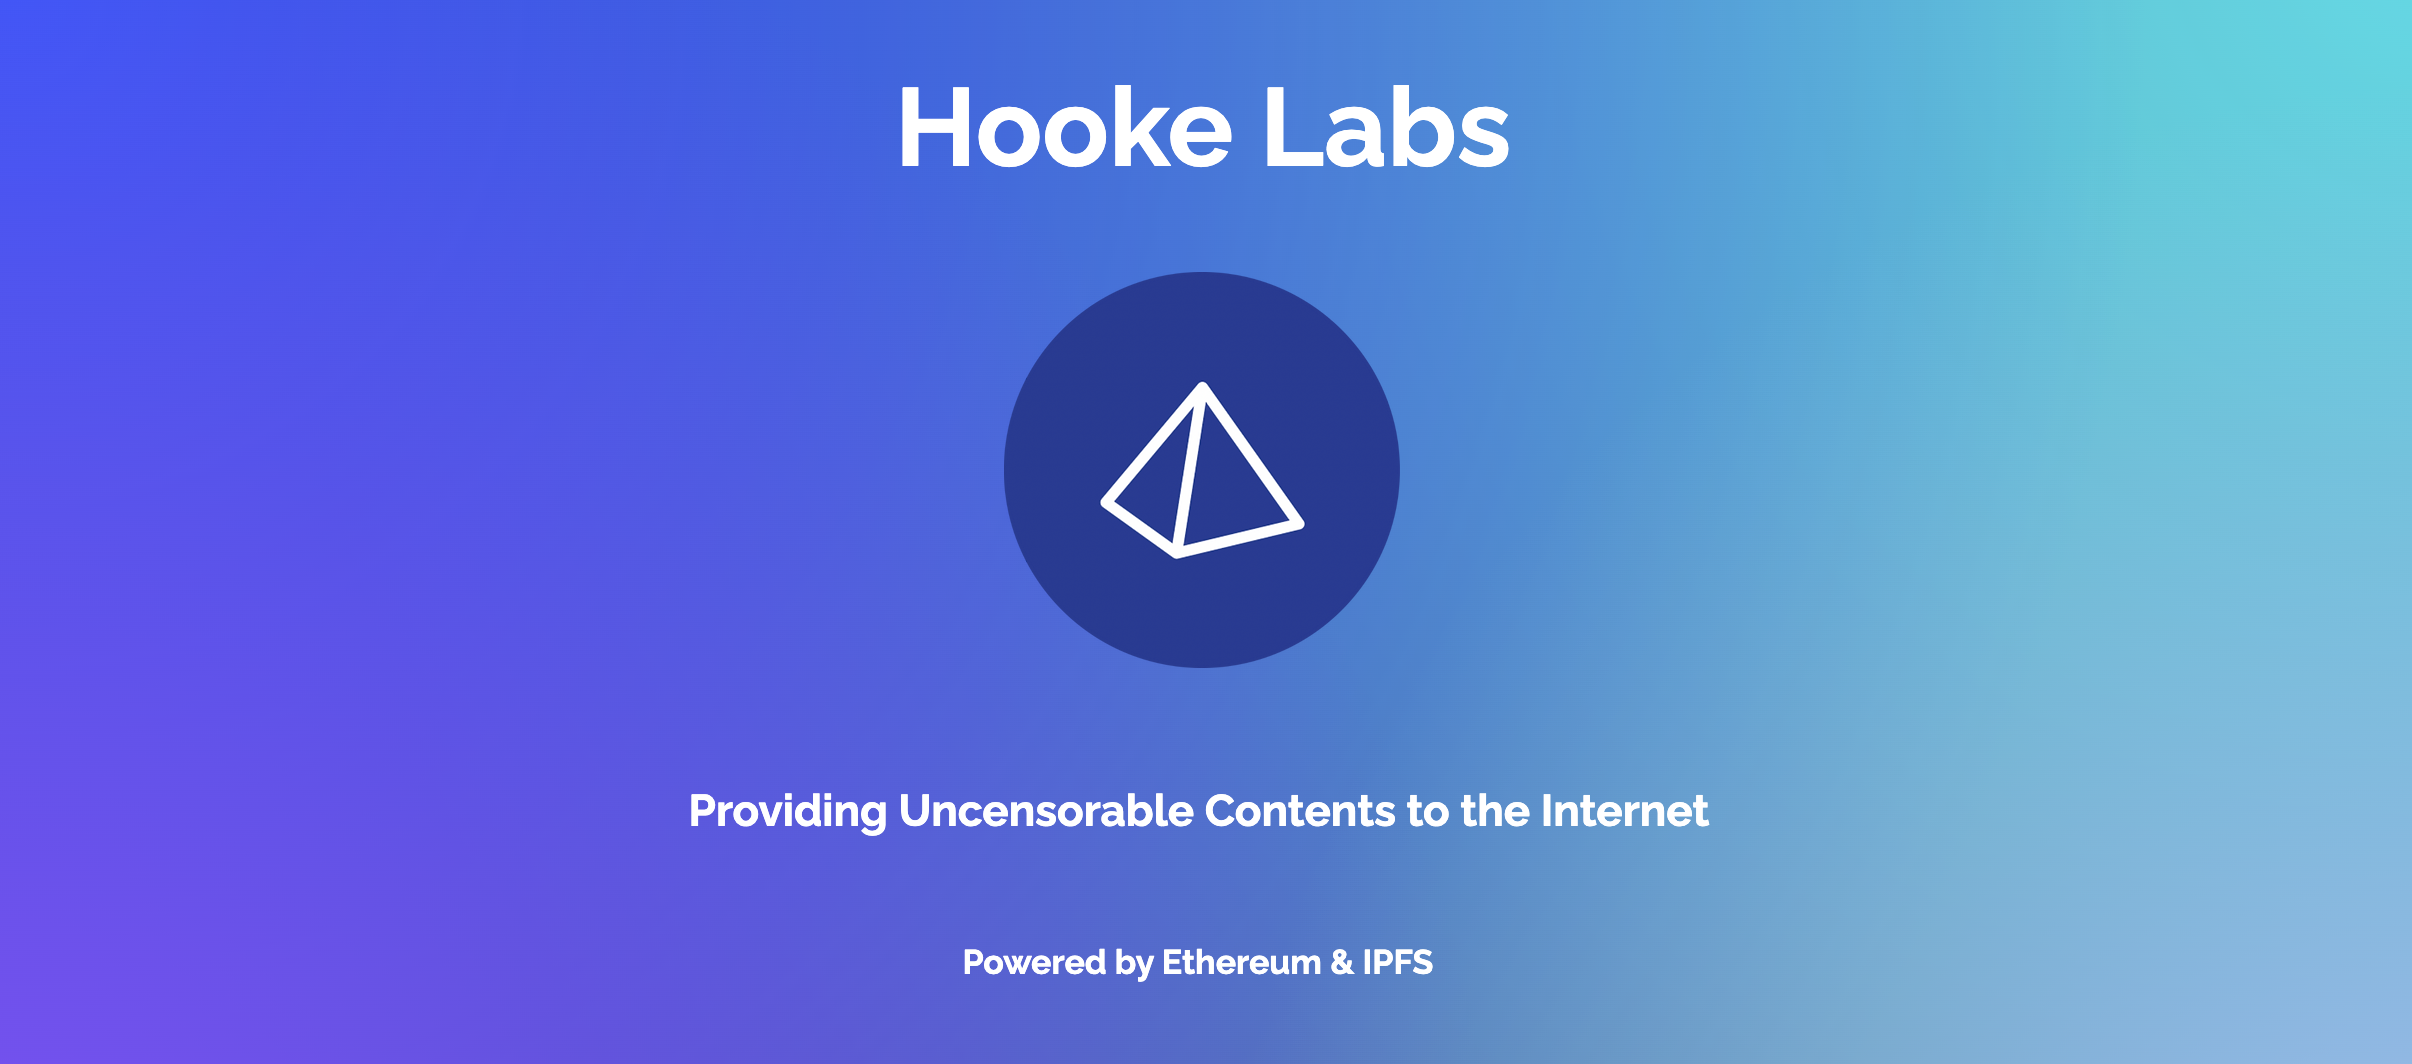 Hooke Labs
Providing Uncensorable Contents to the Internet
Powered by Ethereum & IPFS